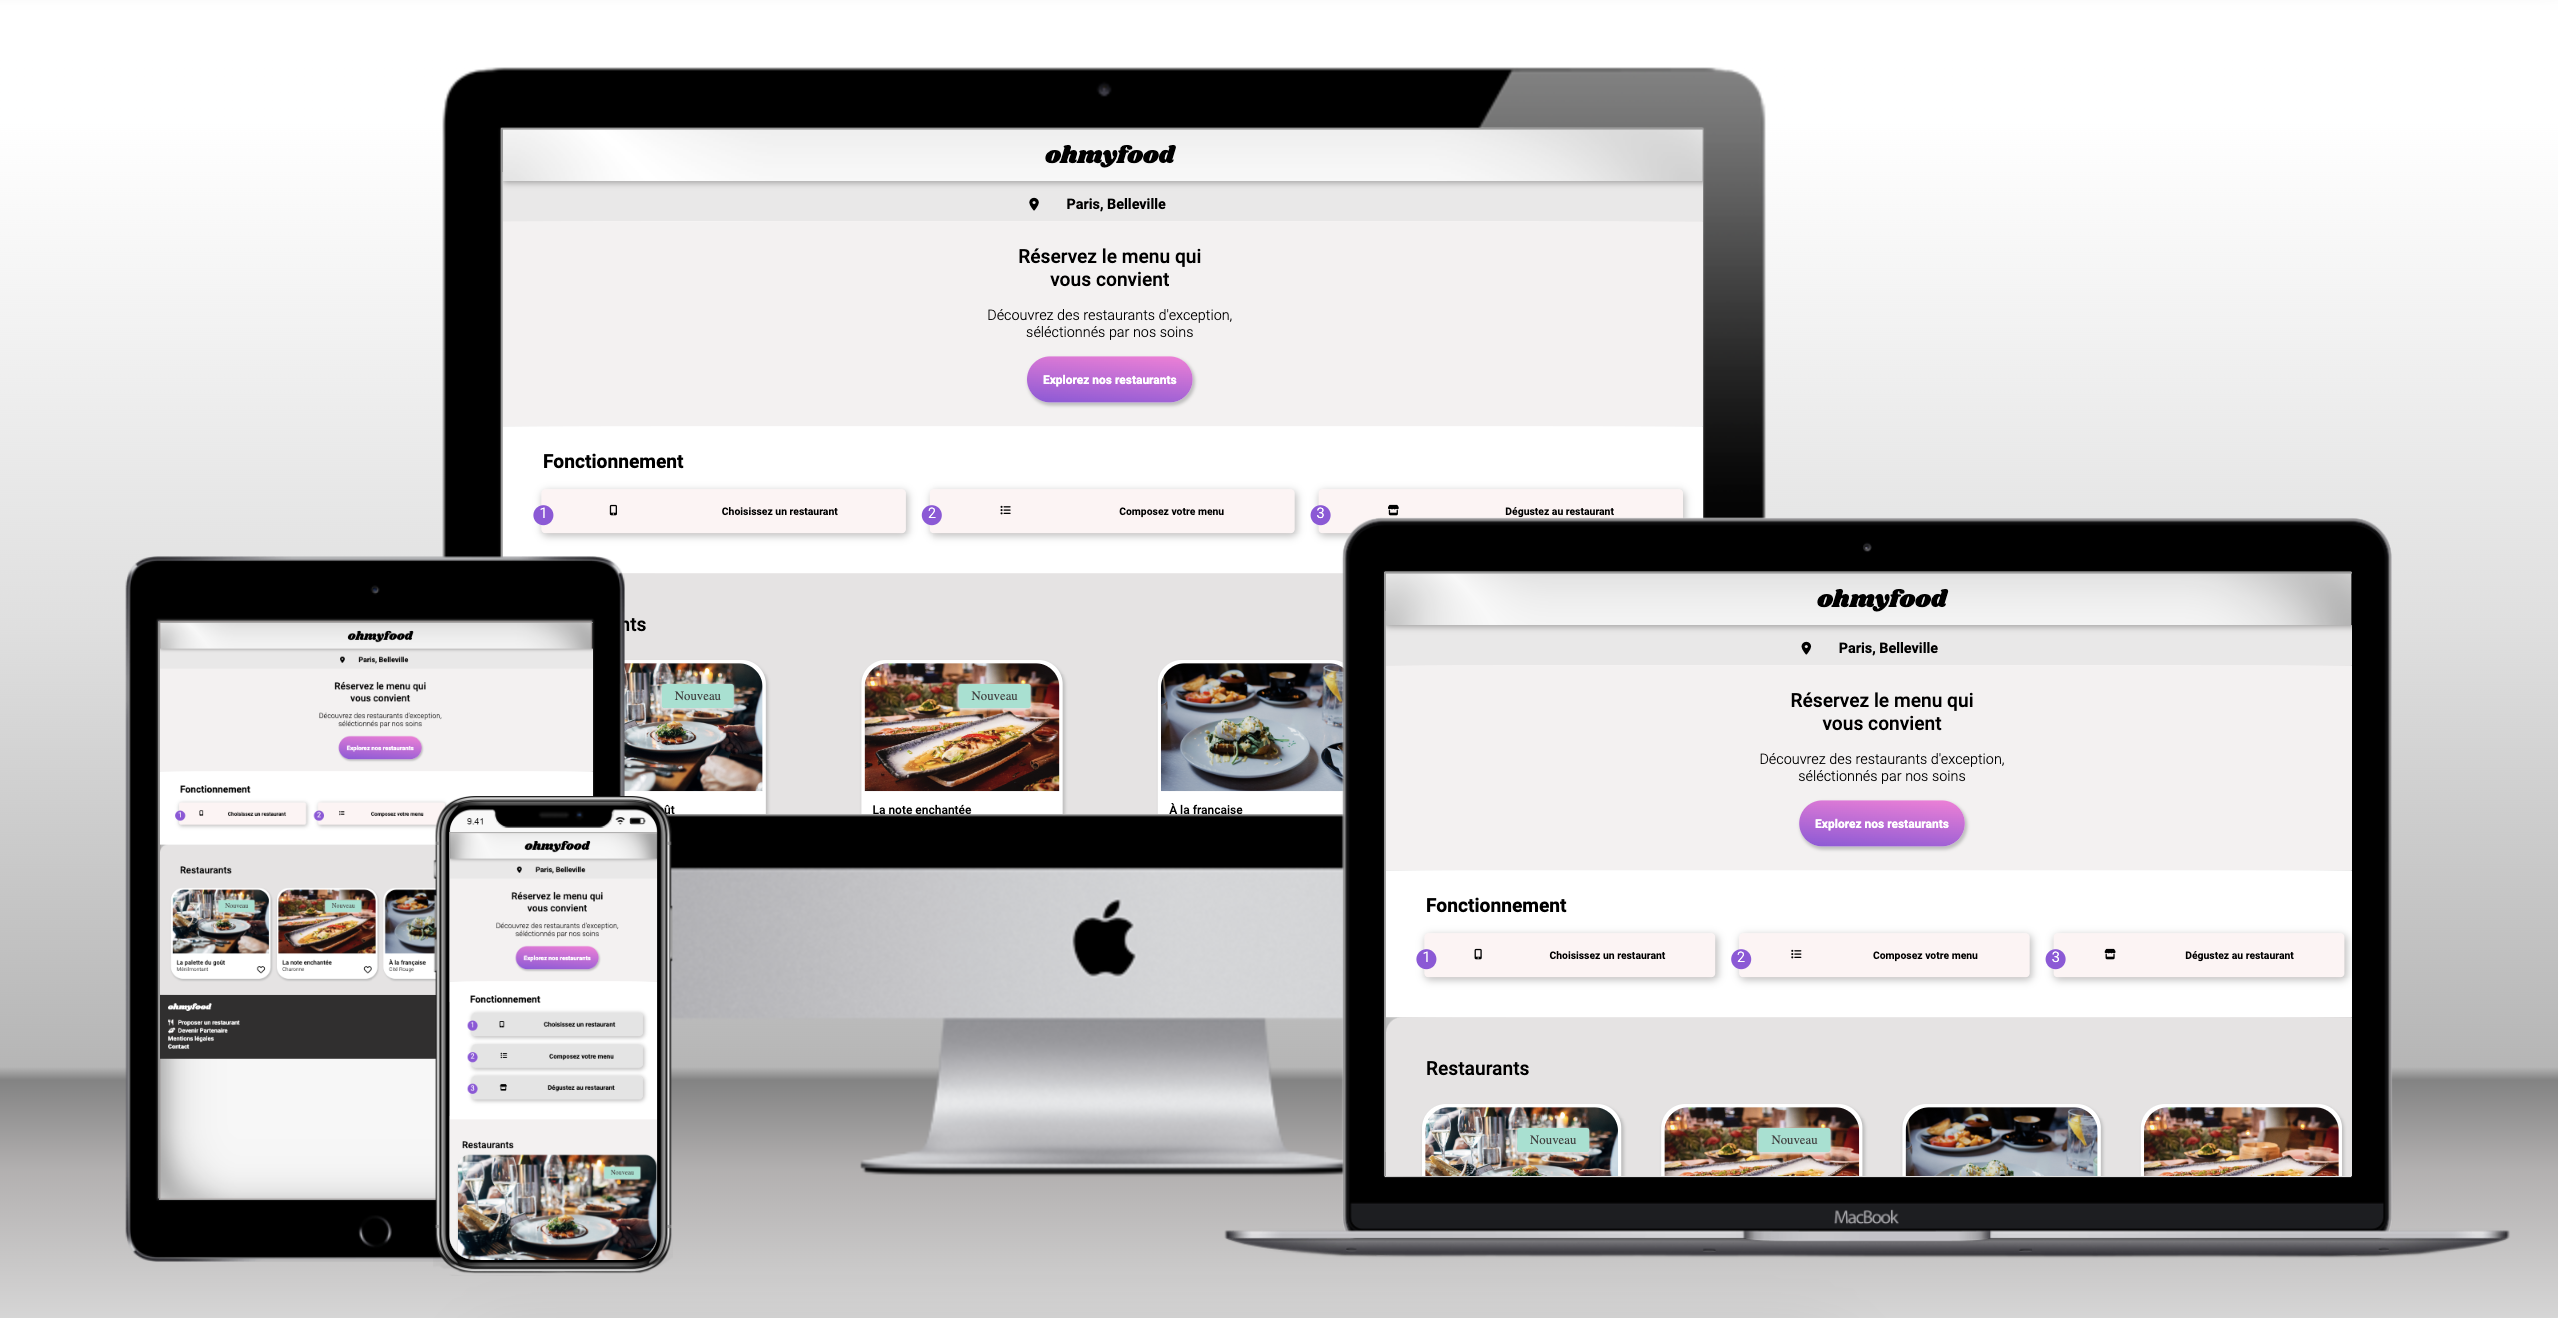 ohmyfood
Paris, Belleville
Réservez le menu qui
vous convient
Découvrez des restaurants d'exception,
séléctionnés par nos soins
Explorez nos restaurants
Fonctionnement
1 Choisissez un restaurant
2 Composez votre menu
3 Dégustez au restaurant
nts
Nouveau
Nouveau
oût
La note enchantée
À la française
ohmyfood
Paris, Belleville
Réservez le menu qui
vous convient
Découvrez des restaurants d'exception,
séléctionnés par nos soins
Explorez nos restaurants
Fonctionnement
1 Choisissez un restaurant
2 Composez votre menu
Restaurants
Nouveau
Nouveau
La palette du goût
Ménilmontant
La note enchantée
Charonne
À la française
Cité Rouge
ohmyfood
Proposer un restaurant
Devenir Partenaire
Mentions légales
Contact
9.41
ohmyfood
Paris, Belleville
Réservez le menu qui
vous convient
Découvrez des restaurants d'exception,
séléctionnés par nos soins
Explorez nos restaurants
Fonctionnement
1 Choisissez un restaurant
2 Composez votre menu
3 Dégustez au restaurant
Restaurants
Nouveau
ohmyfood
Paris, Belleville
Réservez le menu qui
vous convient
Découvrez des restaurants d'exception,
séléctionnés par nos soins
Explorez nos restaurants
Fonctionnement
1 Choisissez un restaurant
2 Composez votre menu
3 Dégustez au restaurant
Restaurants
Nouveau
Nouveau
MacBook